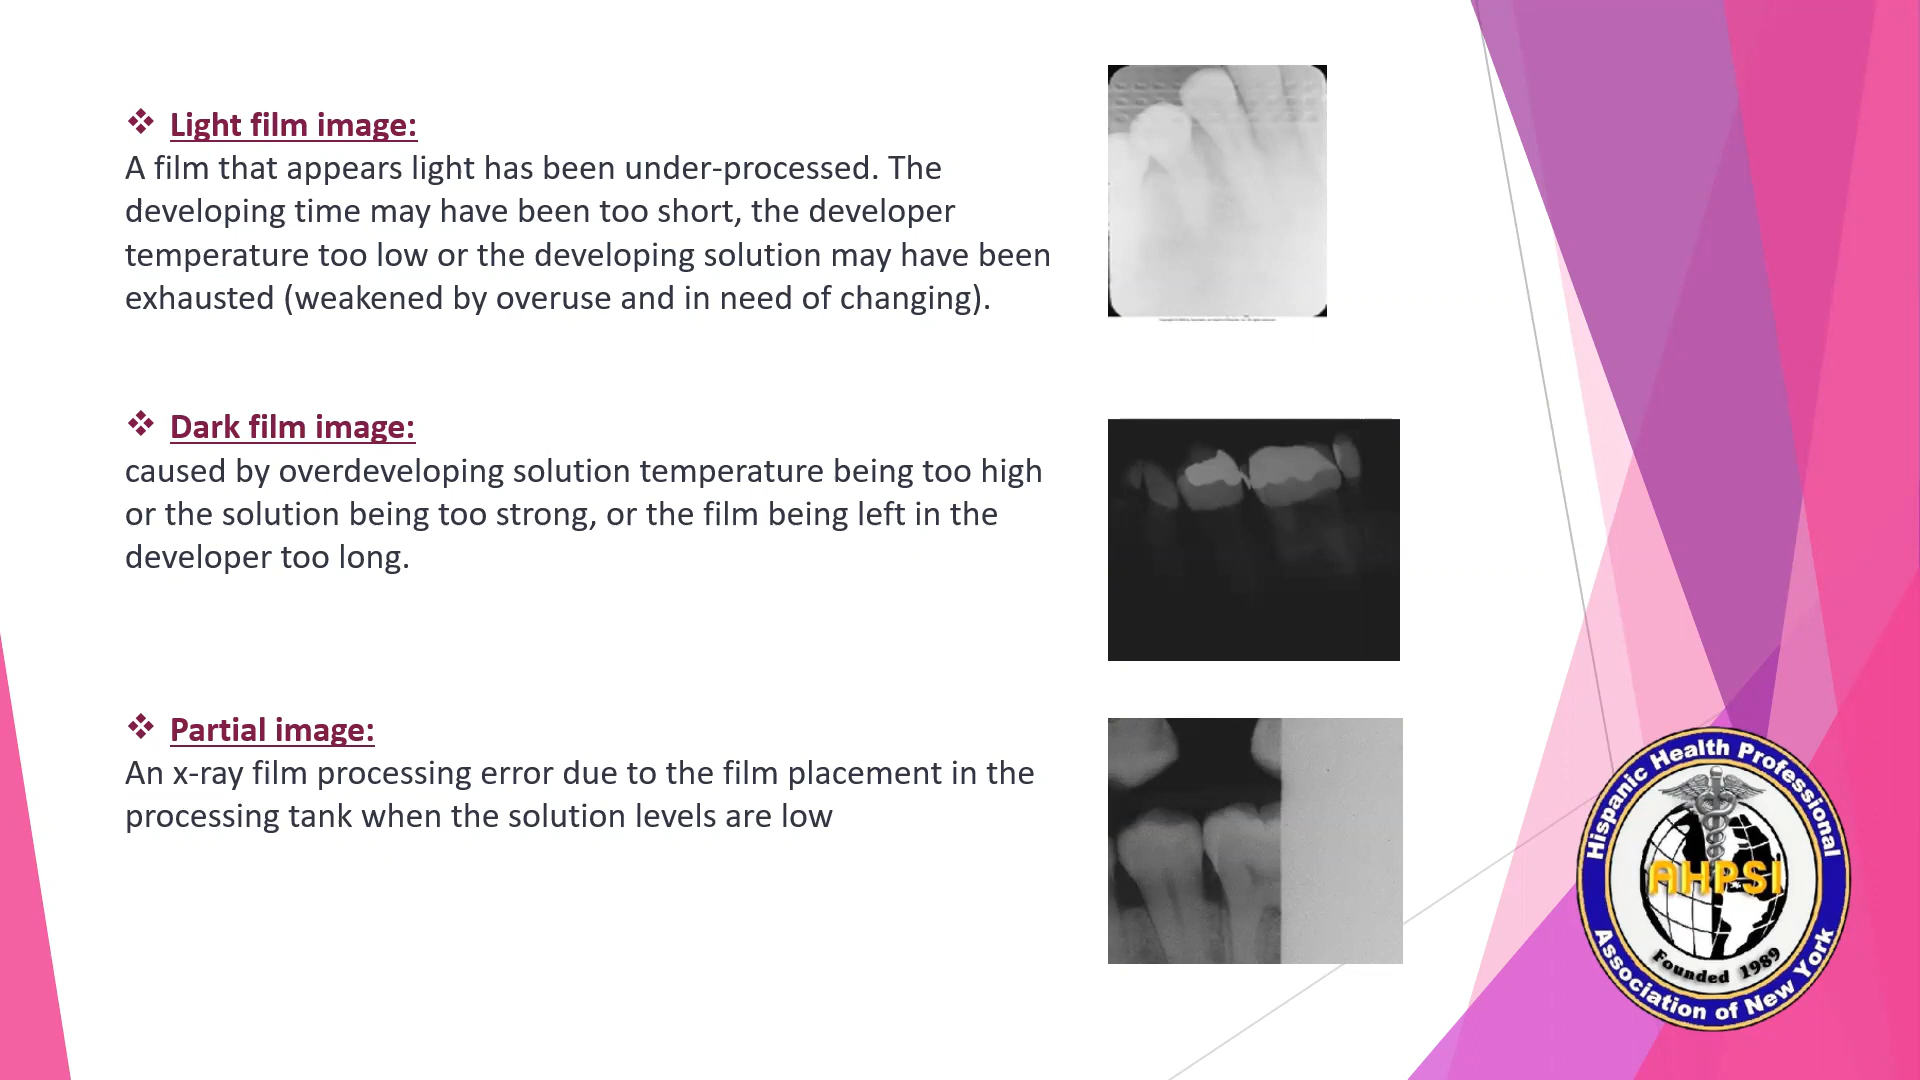 ❖ Light film image:
A film that appears light has been under-processed. The
developing time may have been too short, the developer
temperature too low or the developing solution may have been
exhausted (weakened by overuse and in need of changing).
❖ Dark film image:
caused by overdeveloping solution temperature being too high
or the solution being too strong, or the film being left in the
developer too long.
❖ Partial image:
An x-ray film processing error due to the film placement in the
processing tank when the solution levels are low
Hispanic Health Professional
AHPSI
Founded 1989
Association of New York